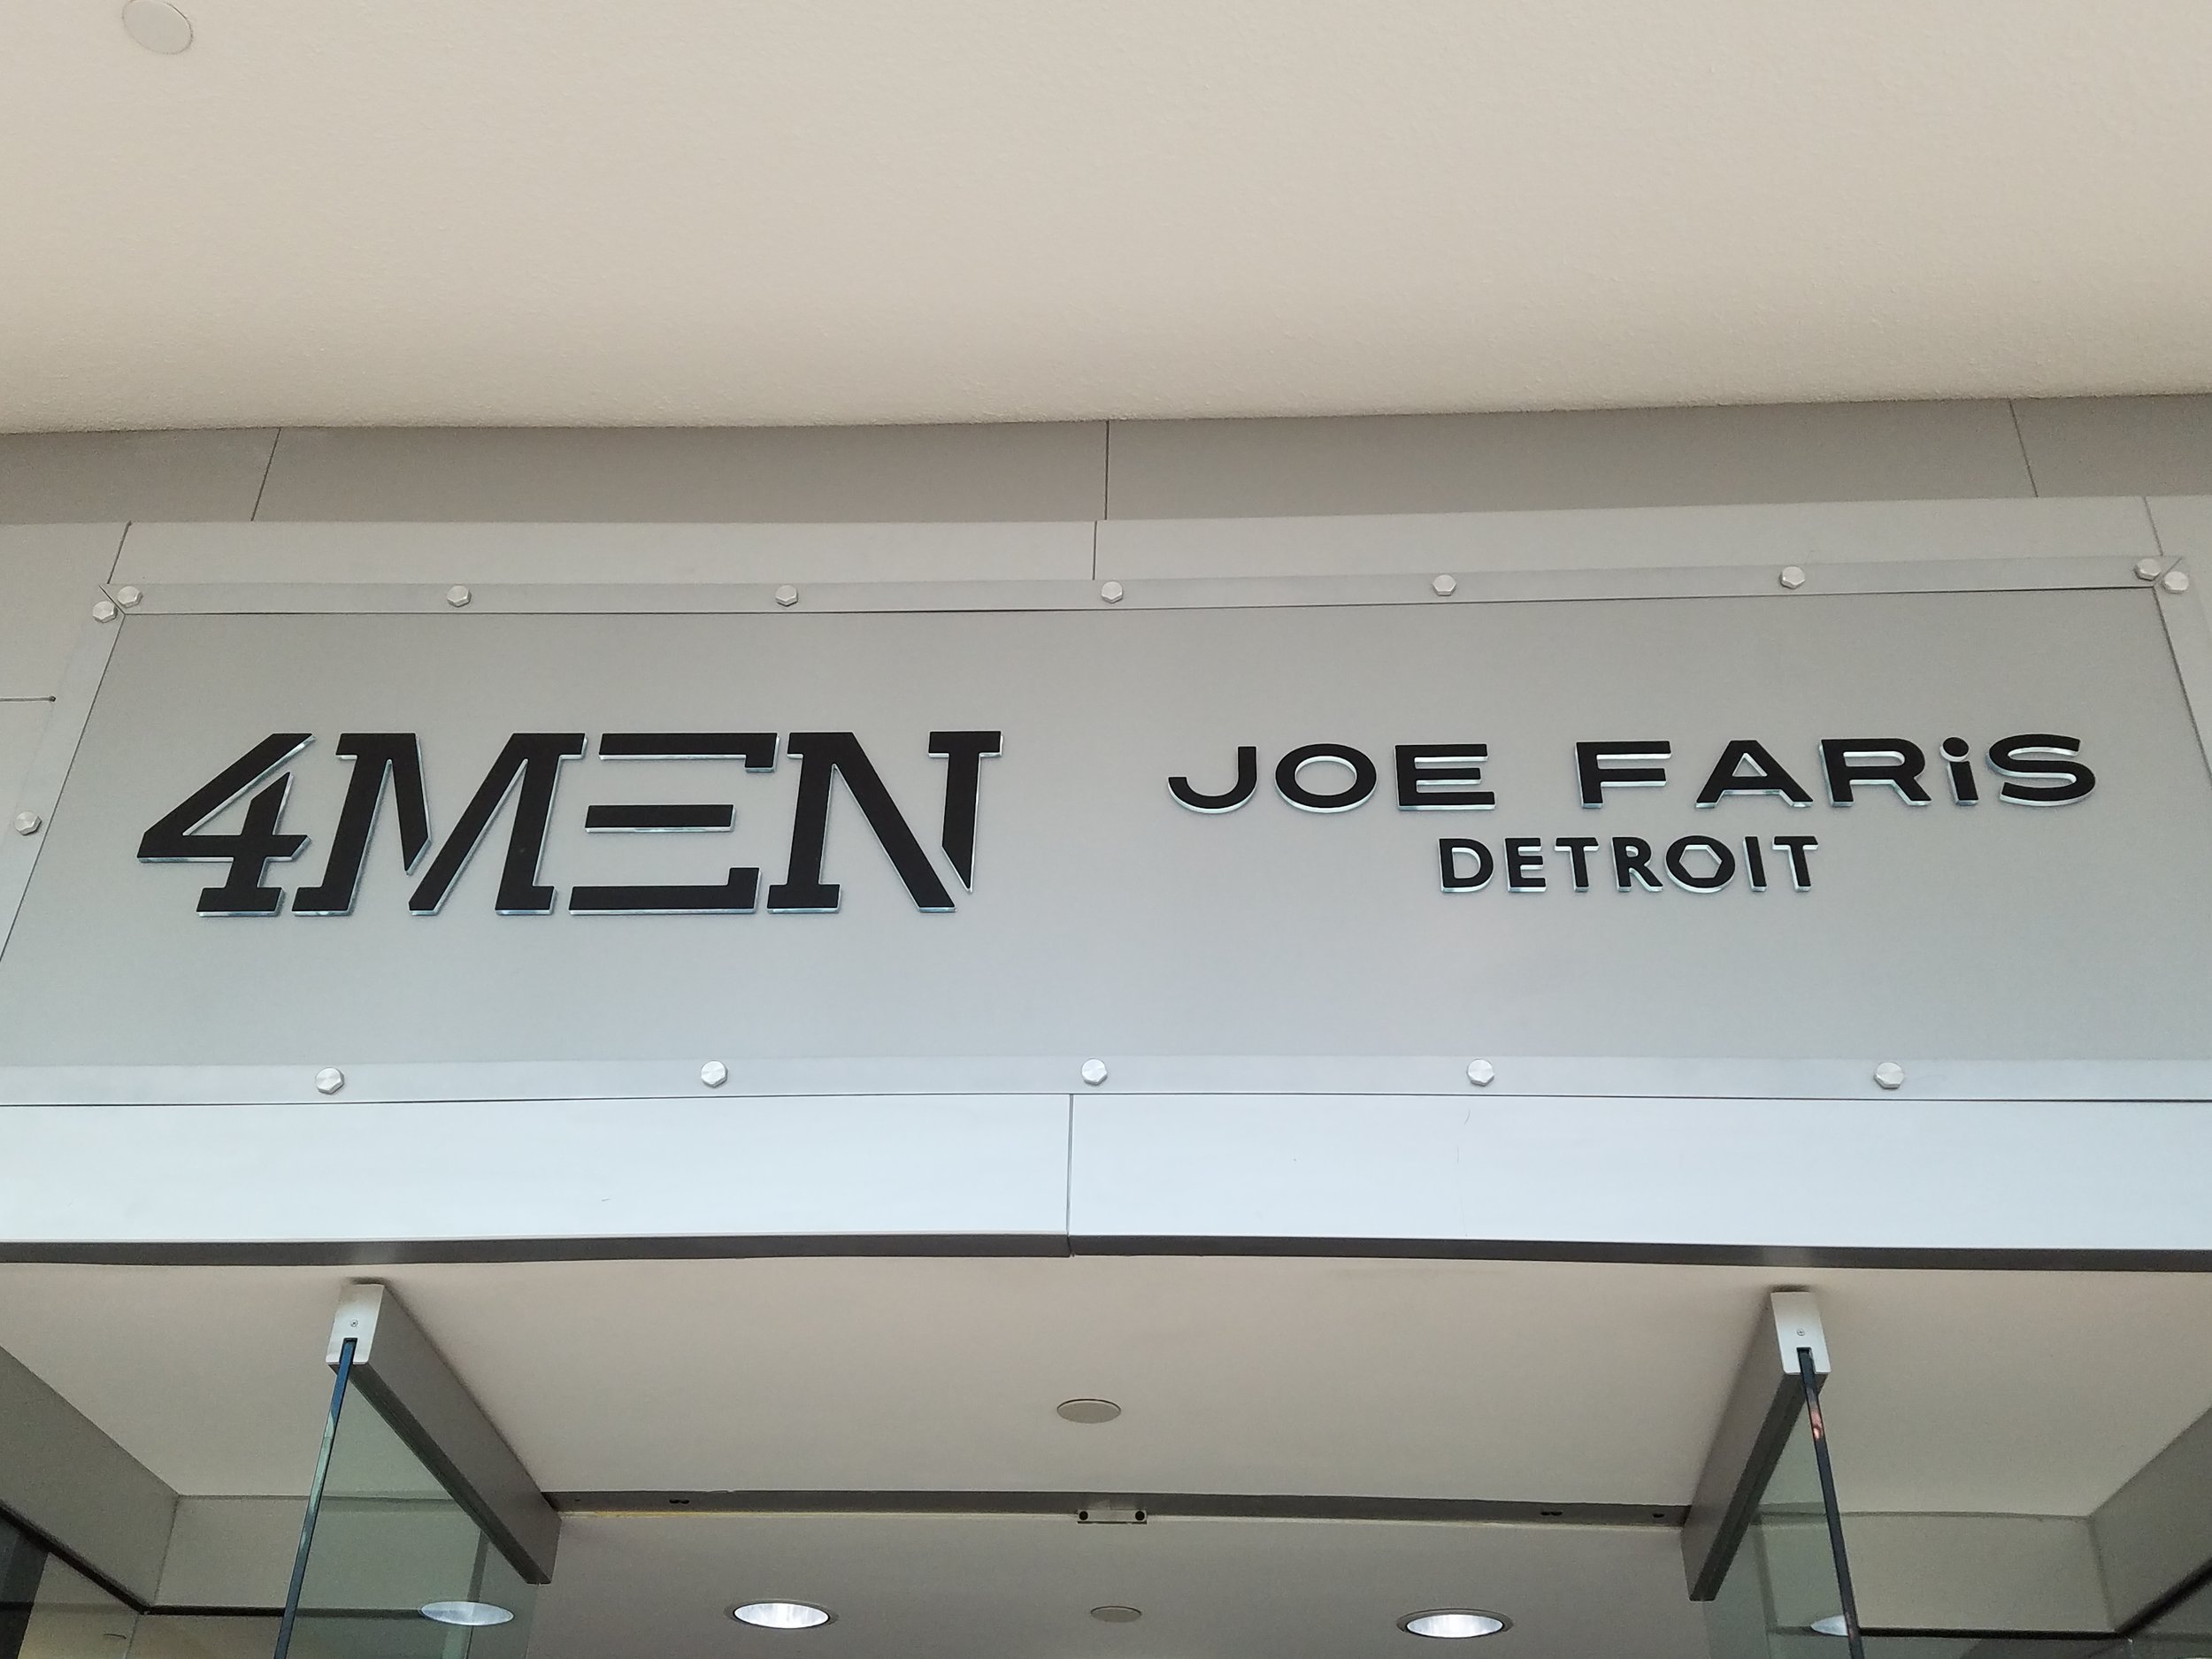 4MEN
JOE FARiS
DETROIT